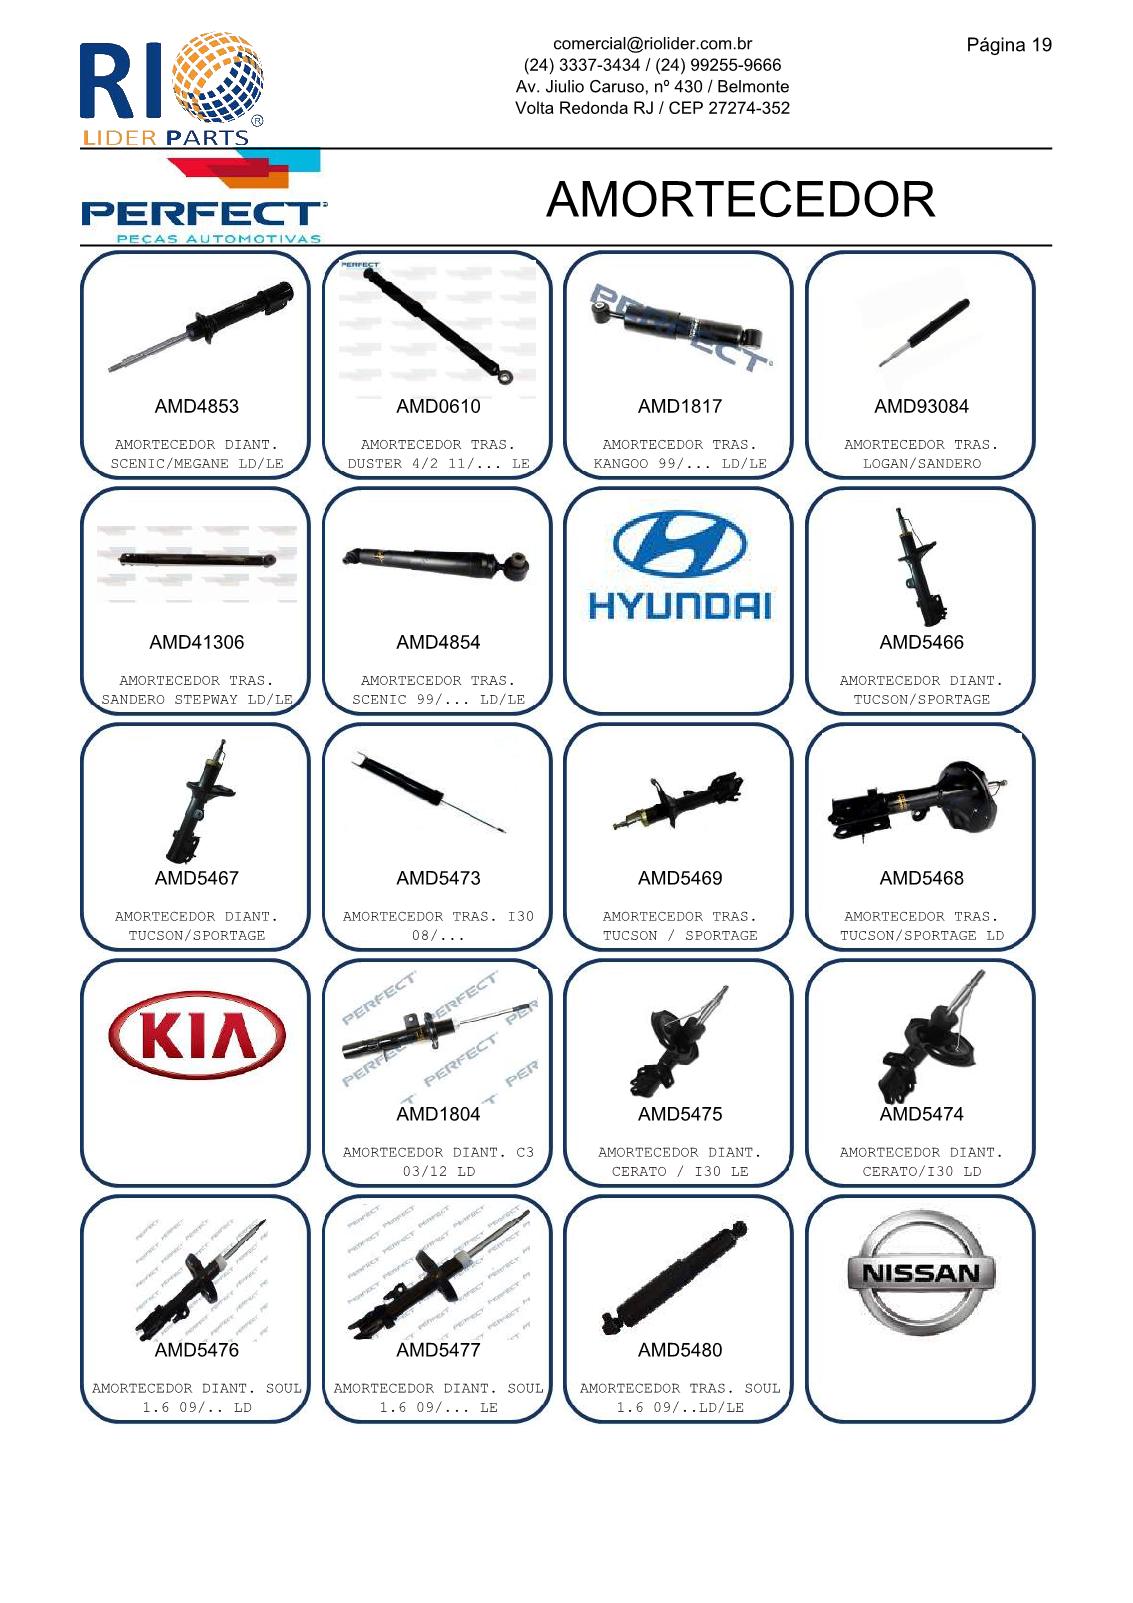 RIO
LIDER PARTS
®
comercial@riolider.com.br
(24) 3337-3434 / (24) 99255-9666
Av. Jiulio Caruso, nº 430 / Belmonte
Volta Redonda RJ / CEP 27274-352
Página 19
PERFECT
PEÇAS AUTOMOTIVAS
AMORTECEDOR
AMD4853
AMORTECEDOR DIANT.
SCENIC/MEGANE LD/LE
PERFECT
AMD0610
AMORTECEDOR TRAS.
DUSTER 4/2 11/... LE
PERFECT
AMD1817
AMORTECEDOR TRAS.
KANGOO 99/... LD/LE
AMD93084
AMORTECEDOR TRAS.
LOGAN/SANDERO
AMD41306
AMORTECEDOR TRAS.
SANDERO STEPWAY LD/LE
AMD4854
AMORTECEDOR TRAS.
SCENIC 99/... LD/LE
HYUNDAI
AMD5466
AMORTECEDOR DIANT.
TUCSON/SPORTAGE
AMD5467
AMORTECEDOR DIANT.
TUCSON/SPORTAGE
AMD5473
AMORTECEDOR TRAS. I30
08/...
AMD5469
AMORTECEDOR TRAS.
TUCSON / SPORTAGE
AMD5468
AMORTECEDOR TRAS.
TUCSON/SPORTAGE LD
KIA
PERFECT
AMD1804
AMORTECEDOR DIANT. C3
03/12 LD
AMD5475
AMORTECEDOR DIANT.
CERATO / I30 LE
AMD5474
AMORTECEDOR DIANT.
CERATO/I30 LD
PERFECT
AMD5476
AMORTECEDOR DIANT. SOUL
1.6 09/.. LD
PERFECT
AMD5477
AMORTECEDOR DIANT. SOUL
1.6 09/... LE
AMD5480
AMORTECEDOR TRAS. SOUL
1.6 09/..LD/LE
NISSAN